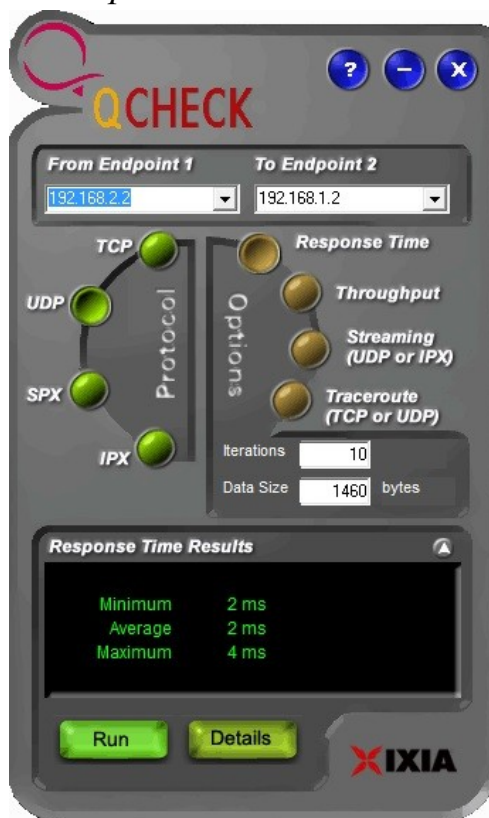 QCHECK
?
–
X
From Endpoint 1
To Endpoint 2
192.168.2.2
192.168.1.2
TCP
Response Time
UDP
Protocol
Options
Throughput
Streaming
(UDP or IPX)
SPX
Traceroute
(TCP or UDP)
IPX
Iterations 10
Data Size 1460 bytes
Response Time Results
Minimum 2 ms
Average 2 ms
Maximum 4 ms
Run
Details
IXIA